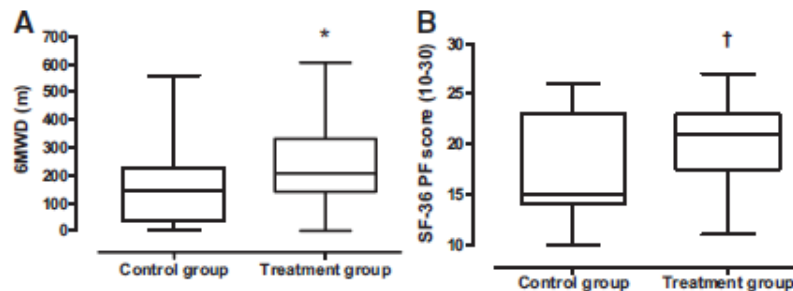 A
6MWD (m)
700
600
500
400
300
200
100
0
*
Control group
Treatment group
B
SF-36 PF score (10-30)
30
25
20
15
10
†
Control group
Treatment group